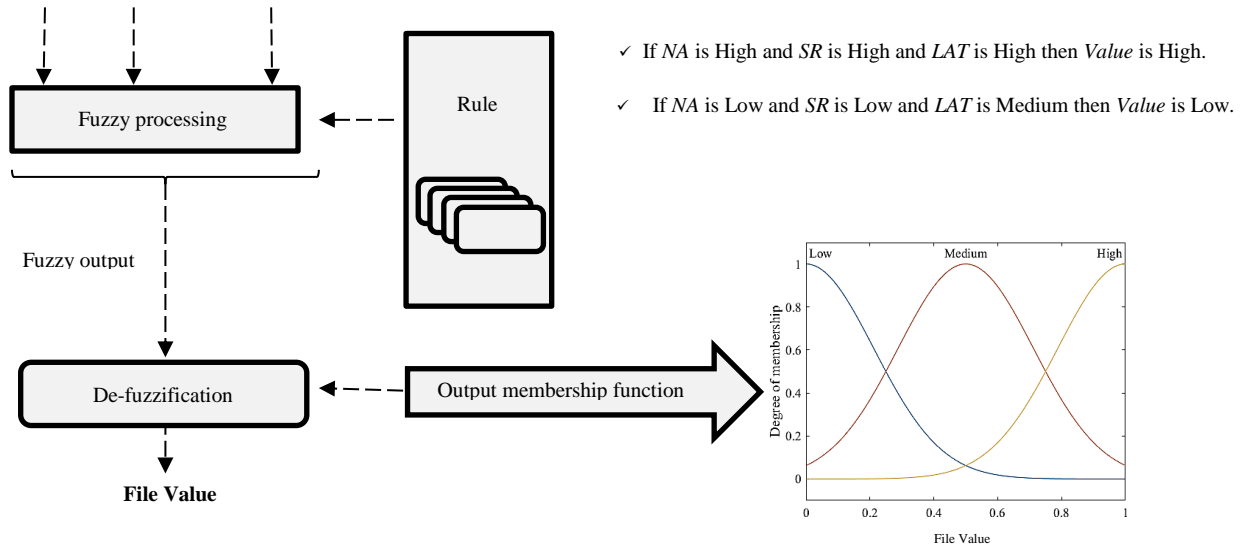 ✓ If NA is High and SR is High and LAT is High then Value is High.
✓ If NA is Low and SR is Low and LAT is Medium then Value is Low.
Fuzzy processing
Rule
Fuzzy output
De-fuzzification
Output membership function
File Value
Low
Medium
High
1
0.8
0.6
0.4
0.2
0
Degree of membership
0 0.2 0.4 0.6 0.8 1
File Value